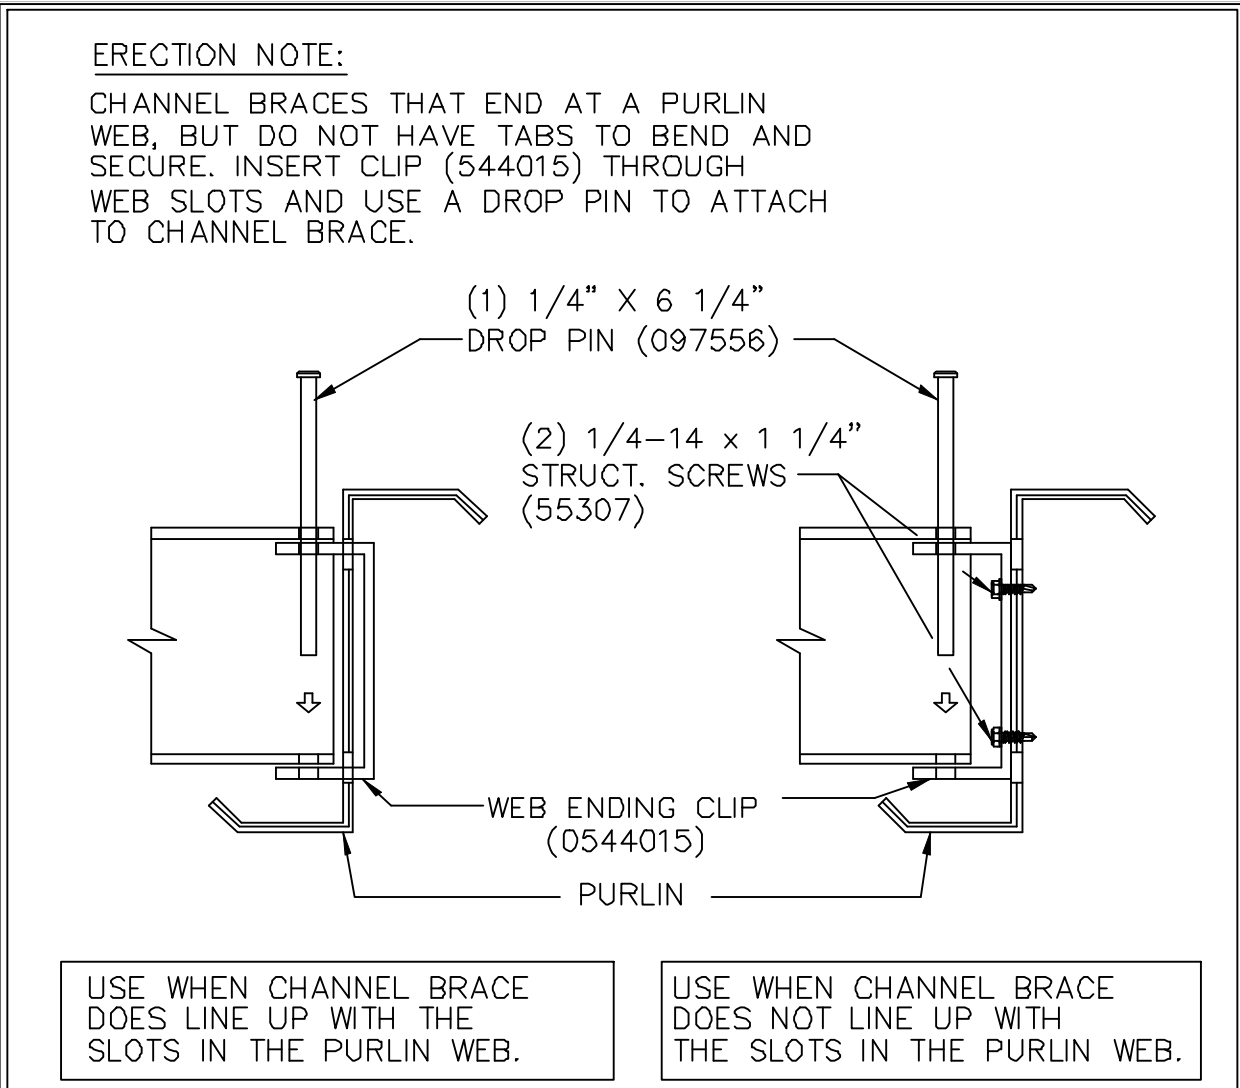 ERECTION NOTE:
CHANNEL BRACES THAT END AT A PURLIN
WEB, BUT DO NOT HAVE TABS TO BEND AND
SECURE. INSERT CLIP (544015) THROUGH
WEB SLOTS AND USE A DROP PIN TO ATTACH
TO CHANNEL BRACE.
(1) 1/4" X 6 1/4"
DROP PIN (097556)
(2) 1/4-14 x 1 1/4"
STRUCT. SCREWS
(55307)
WEB ENDING CLIP
(0544015)
PURLIN
USE WHEN CHANNEL BRACE
DOES LINE UP WITH THE
SLOTS IN THE PURLIN WEB.
USE WHEN CHANNEL BRACE
DOES NOT LINE UP WITH
THE SLOTS IN THE PURLIN WEB.